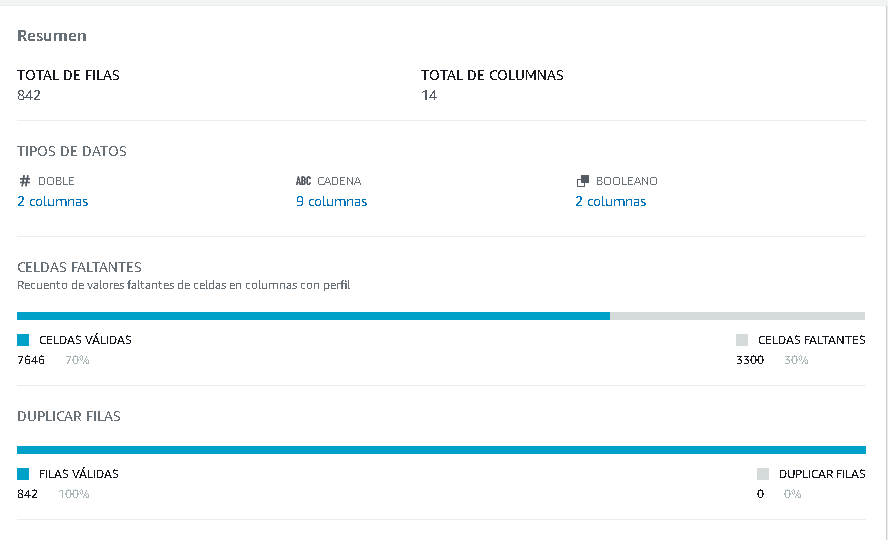 Resumen
TOTAL DE FILAS TOTAL DE COLUMNAS
842 14
TIPOS DE DATOS
# DOBLE ABC CADENA BOOLEANO
2 columnas 9 columnas 2 columnas
CELDAS FALTANTES
Recuento de valores faltantes de celdas en columnas con perfil
CELDAS VÁLIDAS CELDAS FALTANTES
7646 70% 3300 30%
DUPLICAR FILAS
FILAS VÁLIDAS DUPLICAR FILAS
842 100% 0 0%